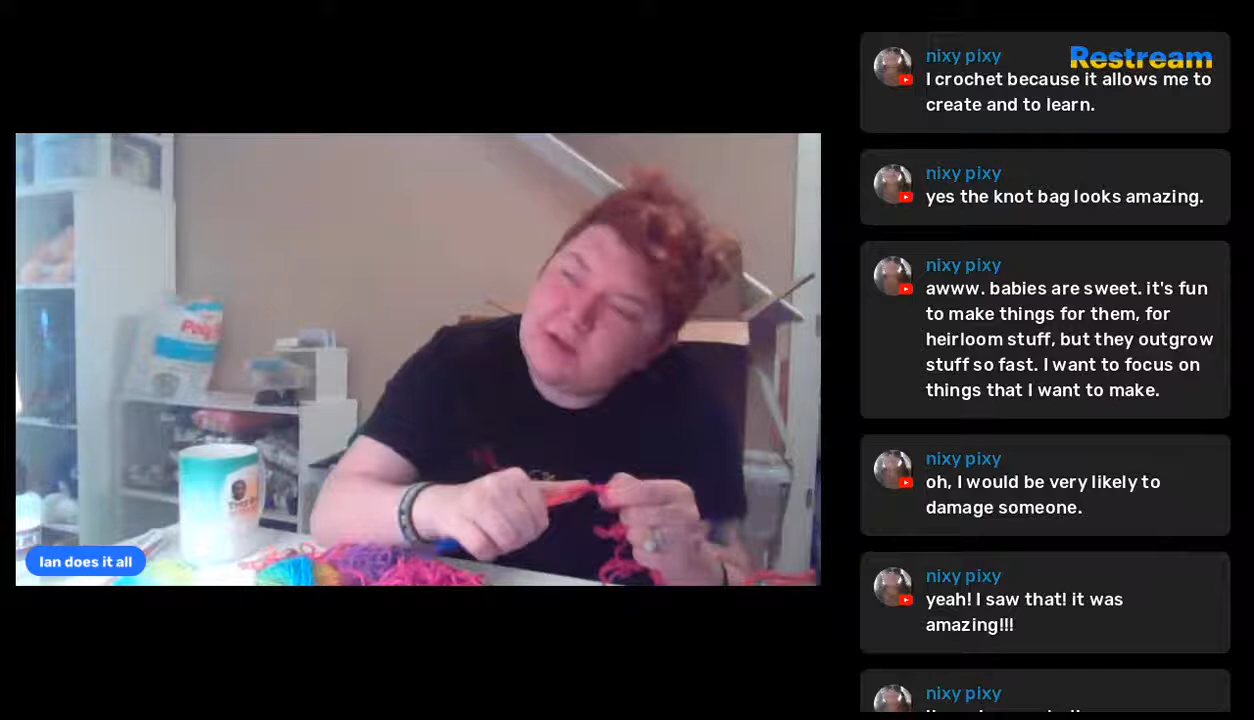 nixy pixy
Restream
I crochet because it allows me to
create and to learn.
nixy pixy
yes the knot bag looks amazing.
nixy pixy
awww. babies are sweet. it's fun
to make things for them, for
heirloom stuff, but they outgrow
stuff so fast. I want to focus on
things that I want to make.
nixy pixy
oh, I would be very likely to
damage someone.
nixy pixy
yeah! I saw that! it was
amazing!!!
nixy pixy
Ian does it all